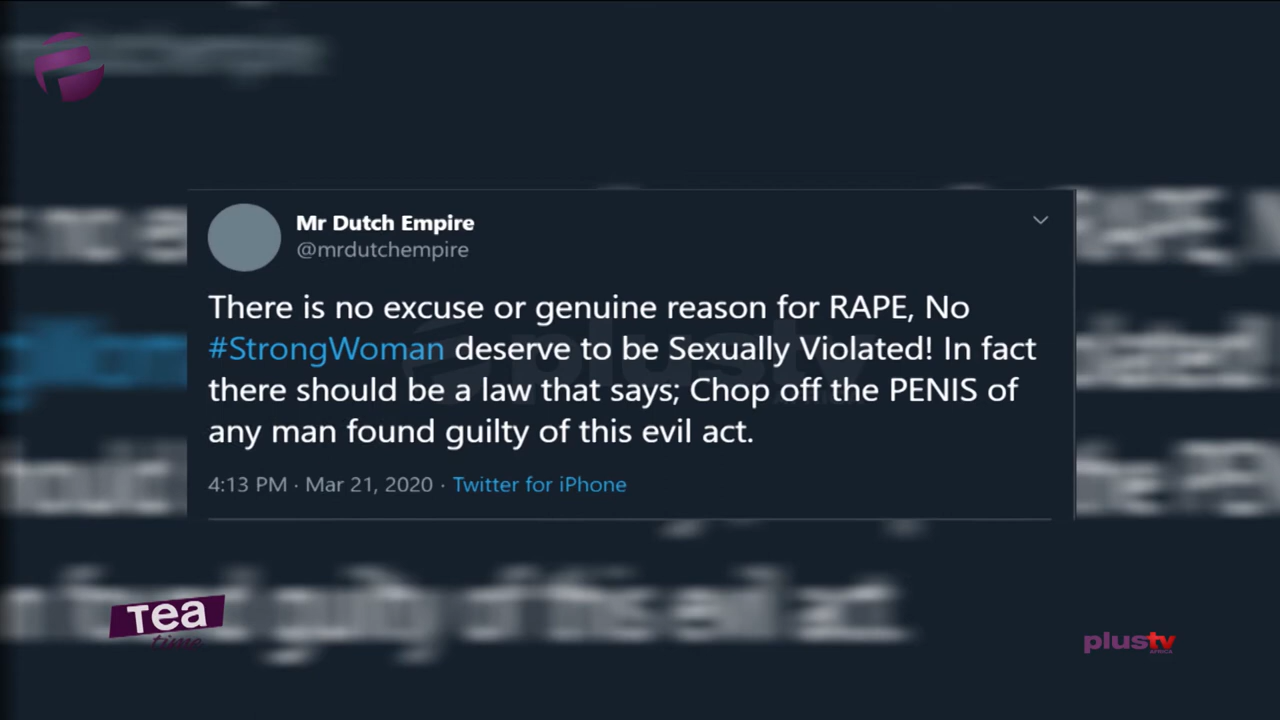 Mr Dutch Empire
@mrdutchempire
There is no excuse or genuine reason for RAPE, No
#StrongWoman deserve to be Sexually Violated! In fact
there should be a law that says; Chop off the PENIS of
any man found guilty of this evil act.
4:13 PM · Mar 21, 2020 · Twitter for iPhone
Tea
time
plustv
AFRICA